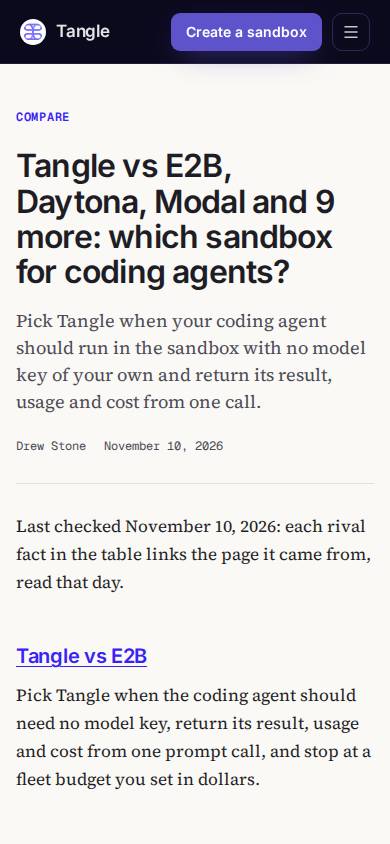 Tangle
Create a sandbox
COMPARE
Tangle vs E2B,
Daytona, Modal and 9
more: which sandbox
for coding agents?
Pick Tangle when your coding agent
should run in the sandbox with no model
key of your own and return its result,
usage and cost from one call.
Drew Stone November 10, 2026
Last checked November 10, 2026: each rival
fact in the table links the page it came from,
read that day.
Tangle vs E2B
Pick Tangle when the coding agent should
need no model key, return its result, usage
and cost from one prompt call, and stop at a
fleet budget you set in dollars.